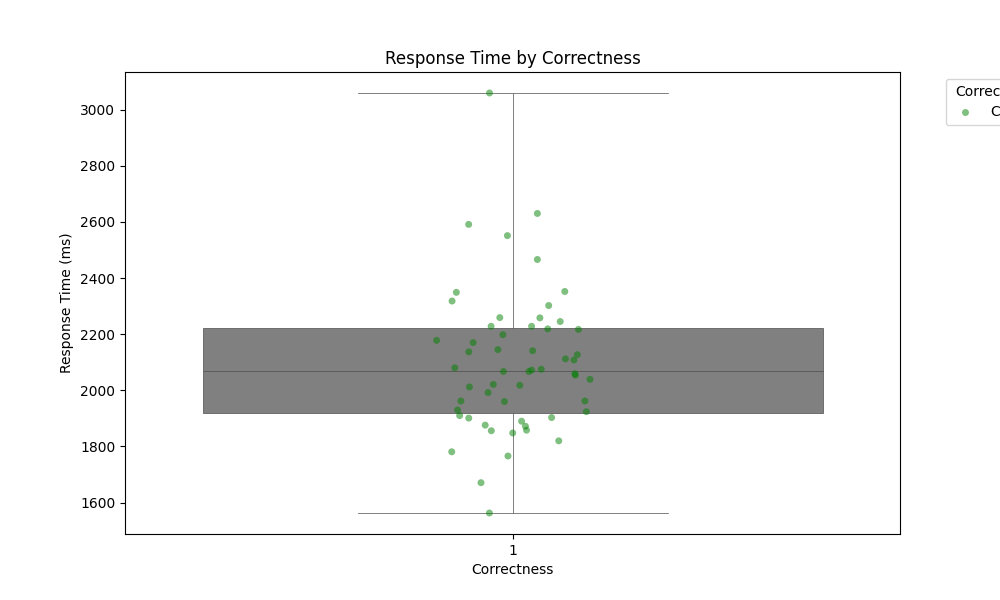 Response Time by Correctness
3000
2800
2600
2400
2200
2000
1800
1600
Response Time (ms)
1
Correctness
Correc
C